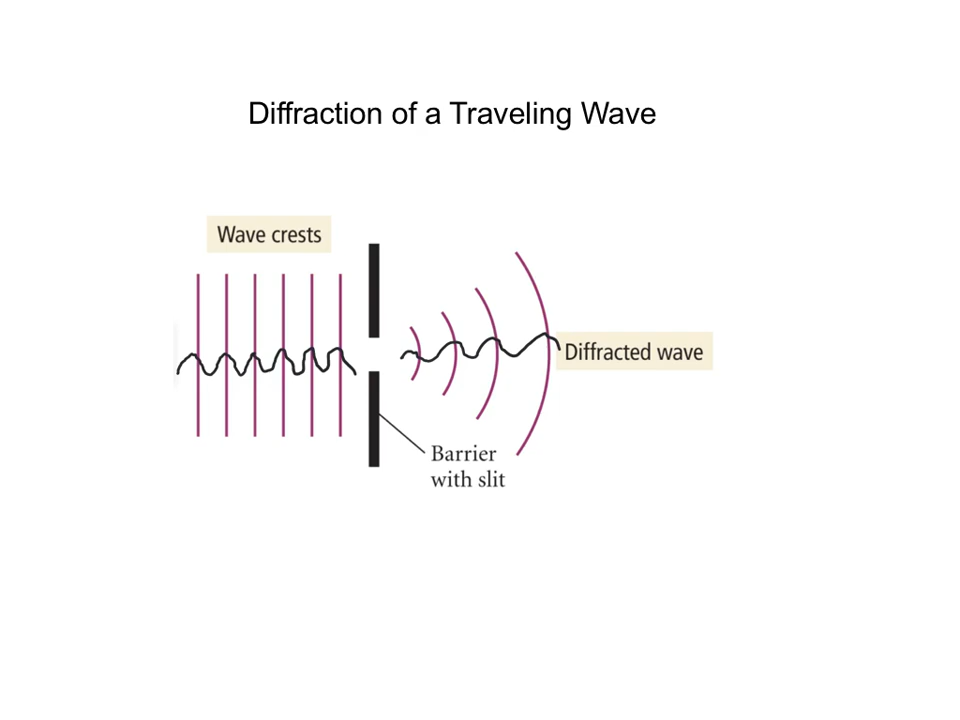 Diffraction of a Traveling Wave
Wave crests
Diffracted wave
Barrier
with slit